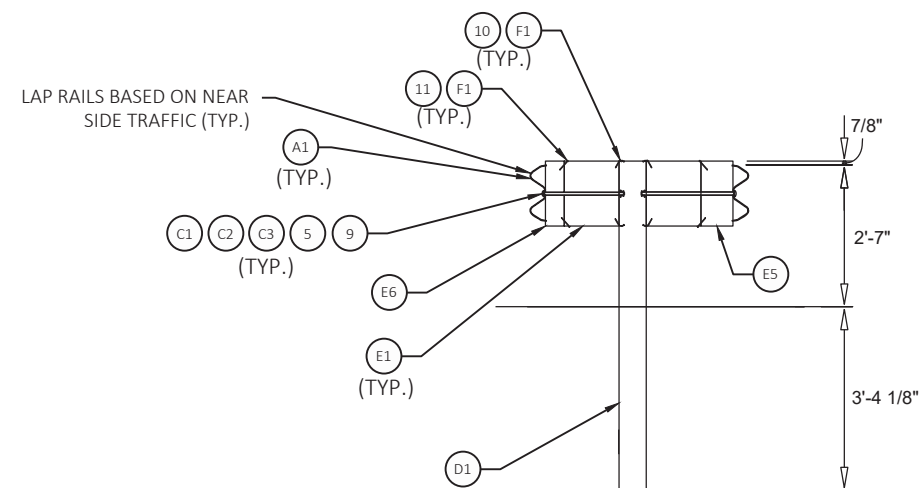 10 F1
(TYP.)
11 F1
(TYP.)
LAP RAILS BASED ON NEAR
SIDE TRAFFIC (TYP.)
7/8"
A1
(TYP.)
C1 C2 C3 5 9
(TYP.)
2'-7"
E6
E5
E1
(TYP.)
3'-4 1/8"
D1